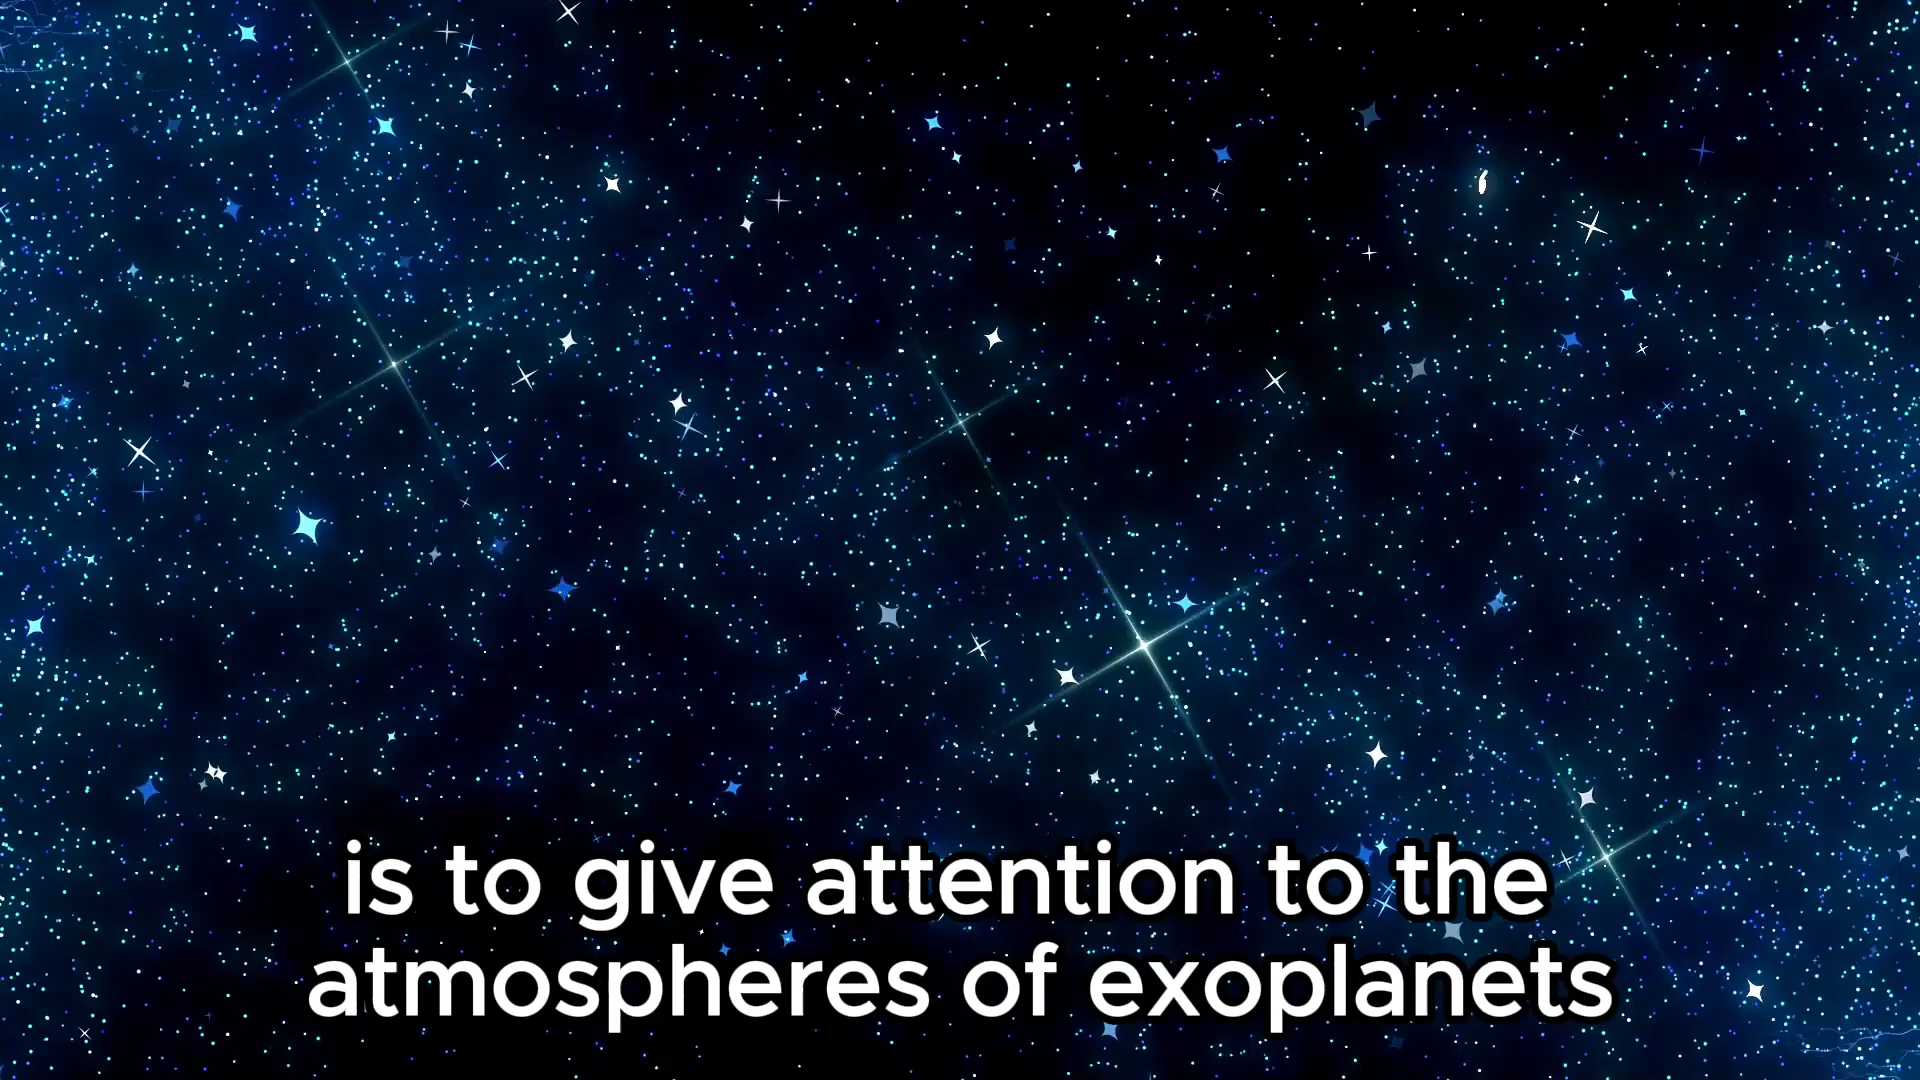 is to give attention to the
atmospheres of exoplanets